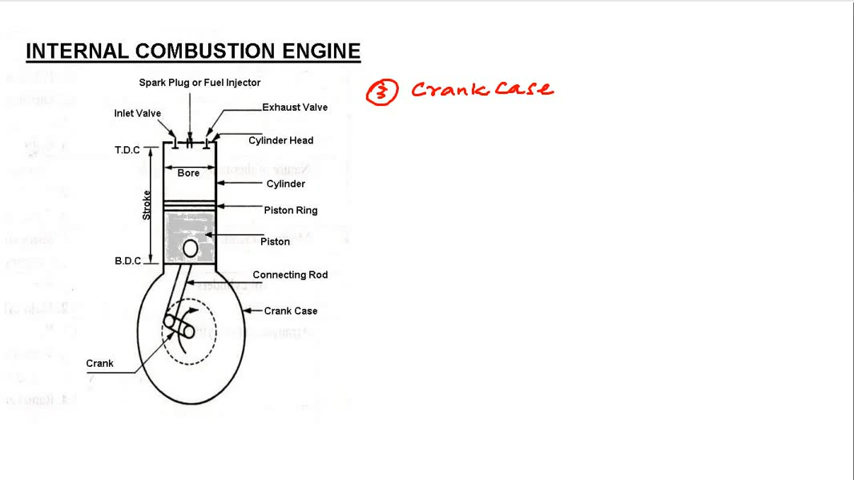 INTERNAL COMBUSTION ENGINE
③ Crank Case
Spark Plug or Fuel Injector
Inlet Valve
Exhaust Valve
Cylinder Head
T.D.C
Bore
Cylinder
Stroke
Piston Ring
Piston
B.D.C
Connecting Rod
Crank Case
Crank